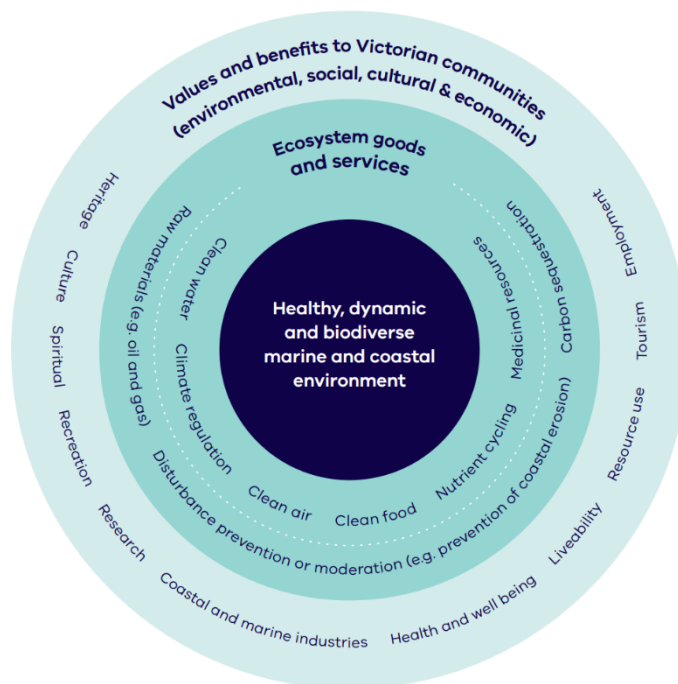 Values and benefits to Victorian communities
(environmental, social, cultural & economic)
Ecosystem goods
and services
Healthy, dynamic
and biodiverse
marine and coastal
environment
Clean water
Climate regulation
Clean air
Clean food
Nutrient cycling
Medicinal resources
Raw materials (e.g. oil and gas)
Disturbance prevention or moderation (e.g. prevention of coastal erosion)
Carbon sequestration
Heritage
Culture
Spiritual
Recreation
Research
Coastal and marine industries
Health and well being
Liveability
Resource use
Tourism
Employment